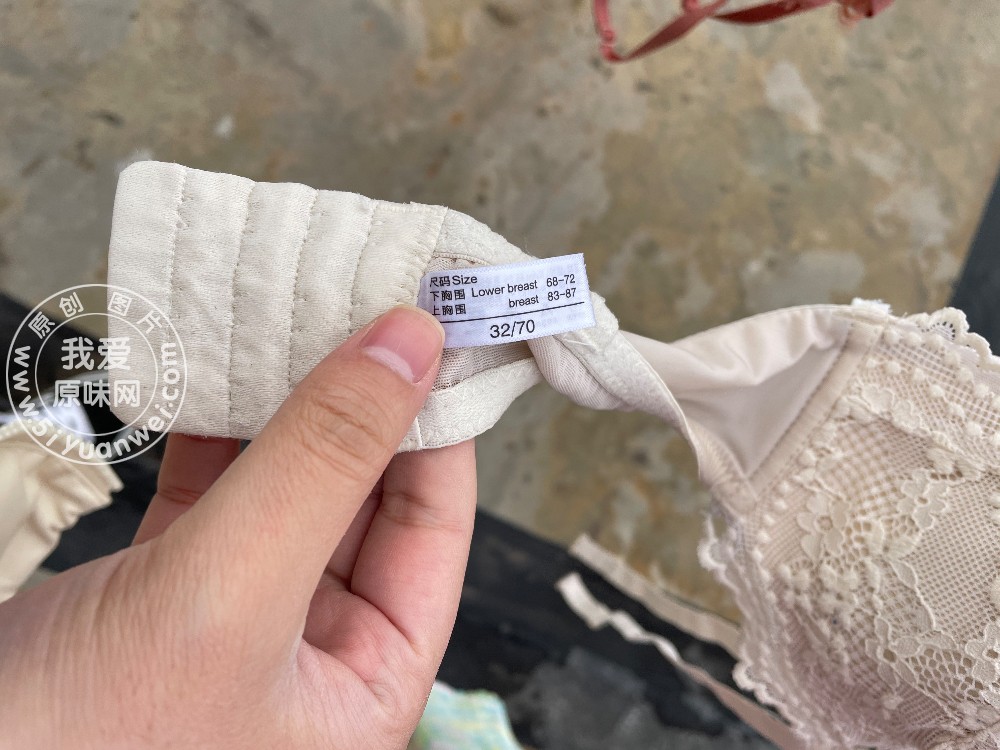 尺码Size
下胸围 Lower breast 68-72
上胸围 breast 83-87
32/70
原创图片
我爱
原味网
www.51yuanwei.com